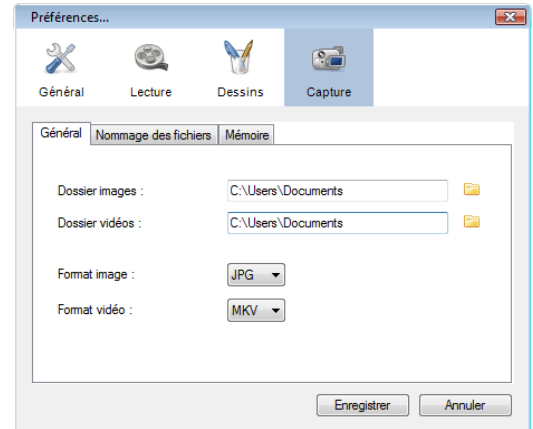 Préférences...
Général Lecture Dessins Capture
Général Nommage des fichiers Mémoire
Dossier images : C:\Users\Documents
Dossier vidéos : C:\Users\Documents
Format image : JPG
Format vidéo : MKV
Enregistrer Annuler